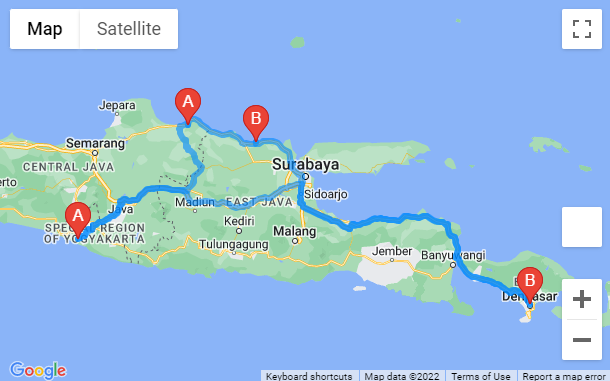 Map
Satellite
Jepara
A
B
Semarang
Surabaya
CENTRAL JAVA
erto
Sidoarjo
EAST JAVA
Madiun
A
Java
SPECIAL REGION
OF YOGYAKARTA
Kediri
Malang
Tulungagung
Jember
Banyuwangi
B
Denpasar
Google
Keyboard shortcuts
Map data ©2022
Terms of Use
Report a map error